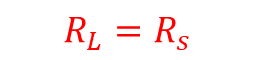 R_L = R_s